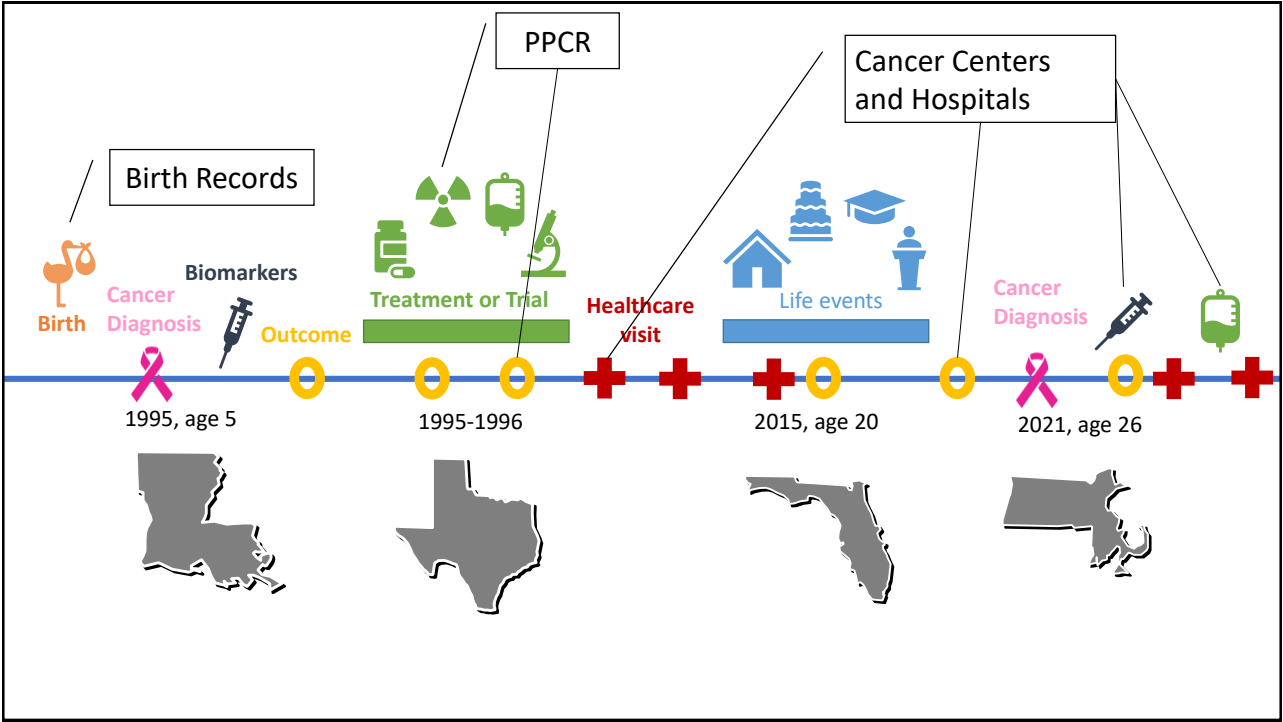 PPCR
Cancer Centers
and Hospitals
Birth Records
Birth
Cancer
Diagnosis
Biomarkers
Outcome
Treatment or Trial
Healthcare
visit
Life events
Cancer
Diagnosis
1995, age 5
1995-1996
2015, age 20
2021, age 26